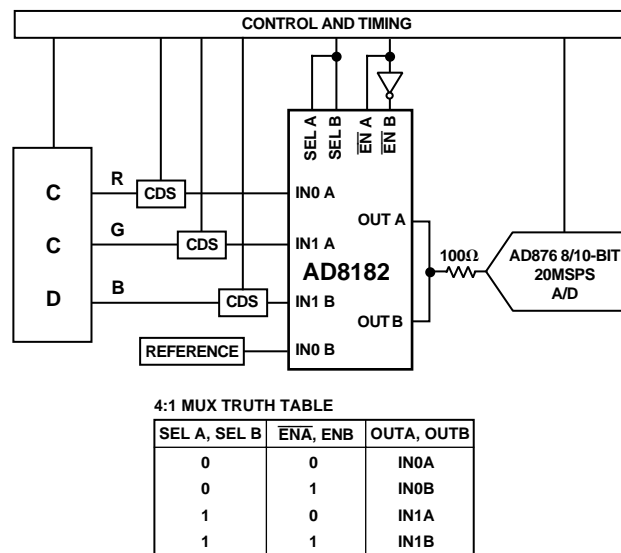 CONTROL AND TIMING
SEL A
SEL B
EN A
EN B
C
C
D
R
CDS
G
CDS
B
CDS
REFERENCE
IN0 A
IN1 A
IN1 B
IN0 B
AD8182
OUT A
OUT B
100Ω
AD876 8/10-BIT
20MSPS
A/D
4:1 MUX TRUTH TABLE
SEL A, SEL B ENA, ENB OUTA, OUTB
0 0 IN0A
0 1 IN0B
1 0 IN1A
1 1 IN1B